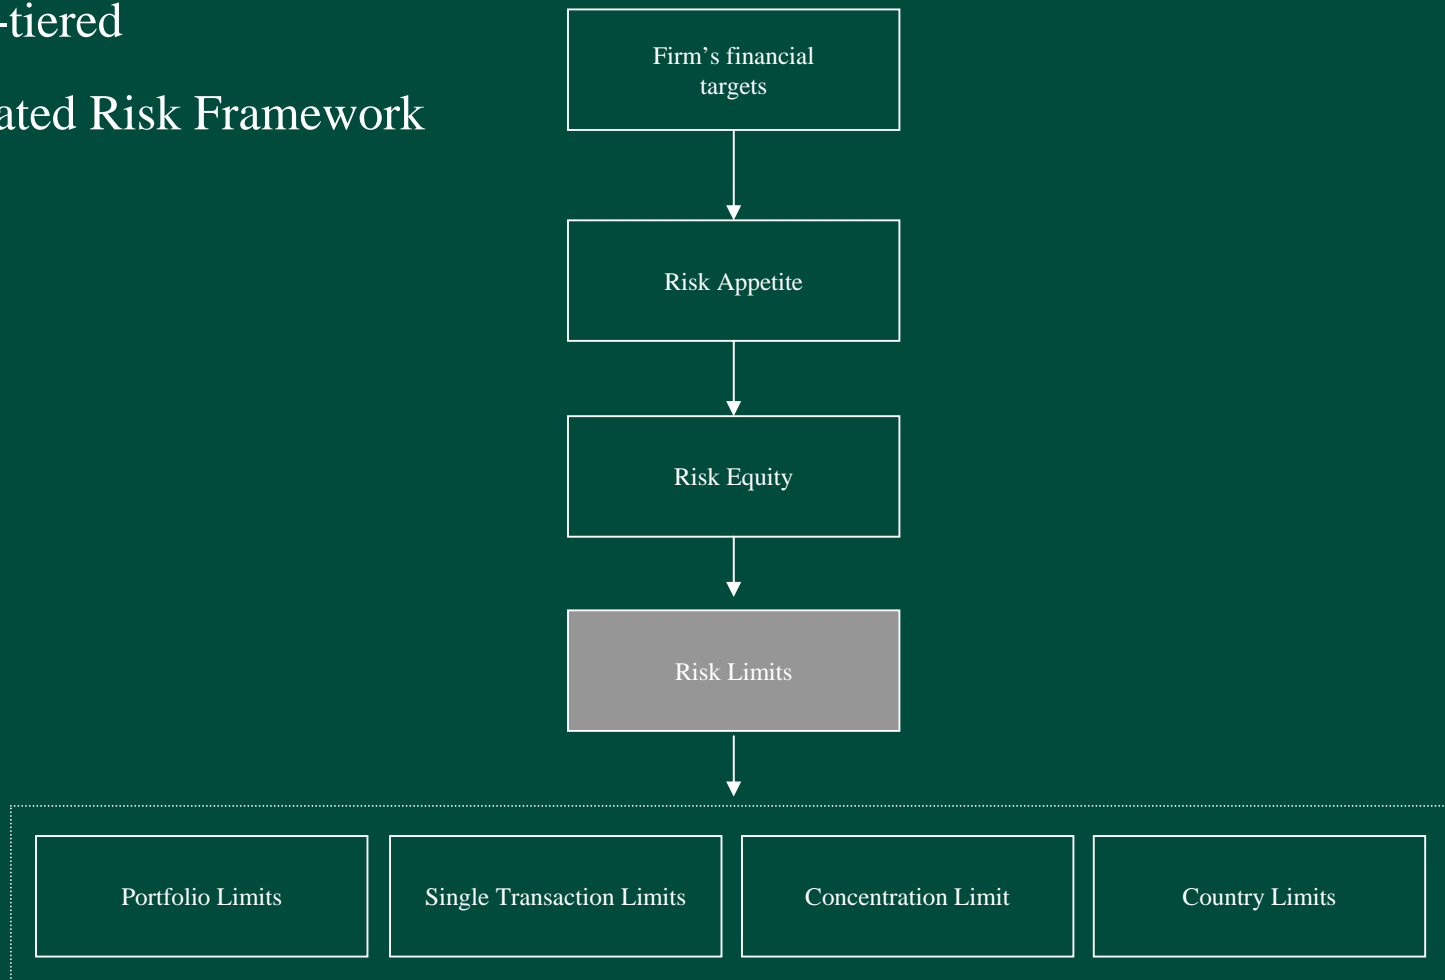 -tiered
ated Risk Framework
Firm’s financial
targets
Risk Appetite
Risk Equity
Risk Limits
Portfolio Limits
Single Transaction Limits
Concentration Limit
Country Limits